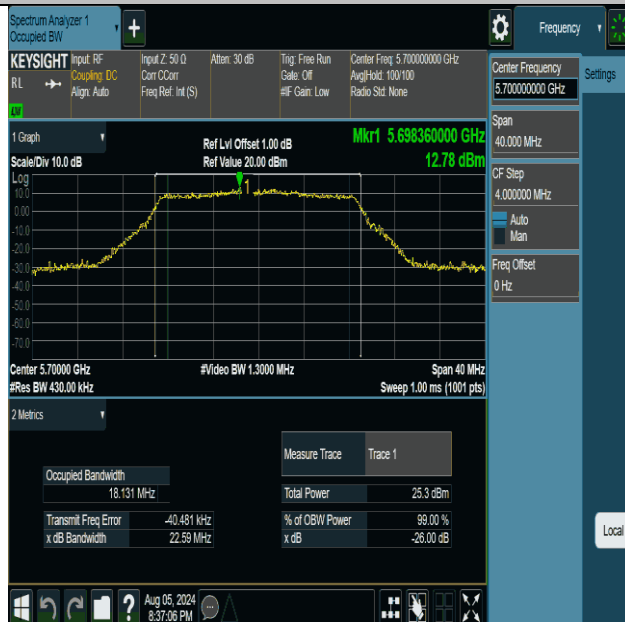 Spectrum Analyzer 1
Occupied BW
Frequency
KEYSIGHT
RL
Input: RF
Coupling: DC
Align: Auto
Input Z: 50 Ω
Corr CCorr
Freq Ref: Int (S)
Atten: 30 dB
Trig: Free Run
Gate: Off
#IF Gain: Low
Center Freq: 5.700000000 GHz
Avg|Hold: 100/100
Radio Std: None
Center Frequency
5.700000000 GHz
Settings
Span
40.000 MHz
CF Step
4.000000 MHz
Auto
Man
Freq Offset
0 Hz
Local
1 Graph
Scale/Div 10.0 dB
Ref Lvl Offset 1.00 dB
Ref Value 20.00 dBm
Mkr1 5.698360000 GHz
12.78 dBm
Log
10.0
0.00
-10.0
-20.0
-30.0
-40.0
-50.0
-60.0
-70.0
1
Center 5.70000 GHz
#Res BW 430.00 kHz
#Video BW 1.3000 MHz
Span 40 MHz
Sweep 1.00 ms (1001 pts)
2 Metrics
Measure Trace Trace 1
Occupied Bandwidth
18.131 MHz
Total Power 25.3 dBm
Transmit Freq Error -40.481 kHz
% of OBW Power 99.00 %
x dB Bandwidth 22.59 MHz
x dB -26.00 dB
?
Aug 05, 2024
8:37:06 PM